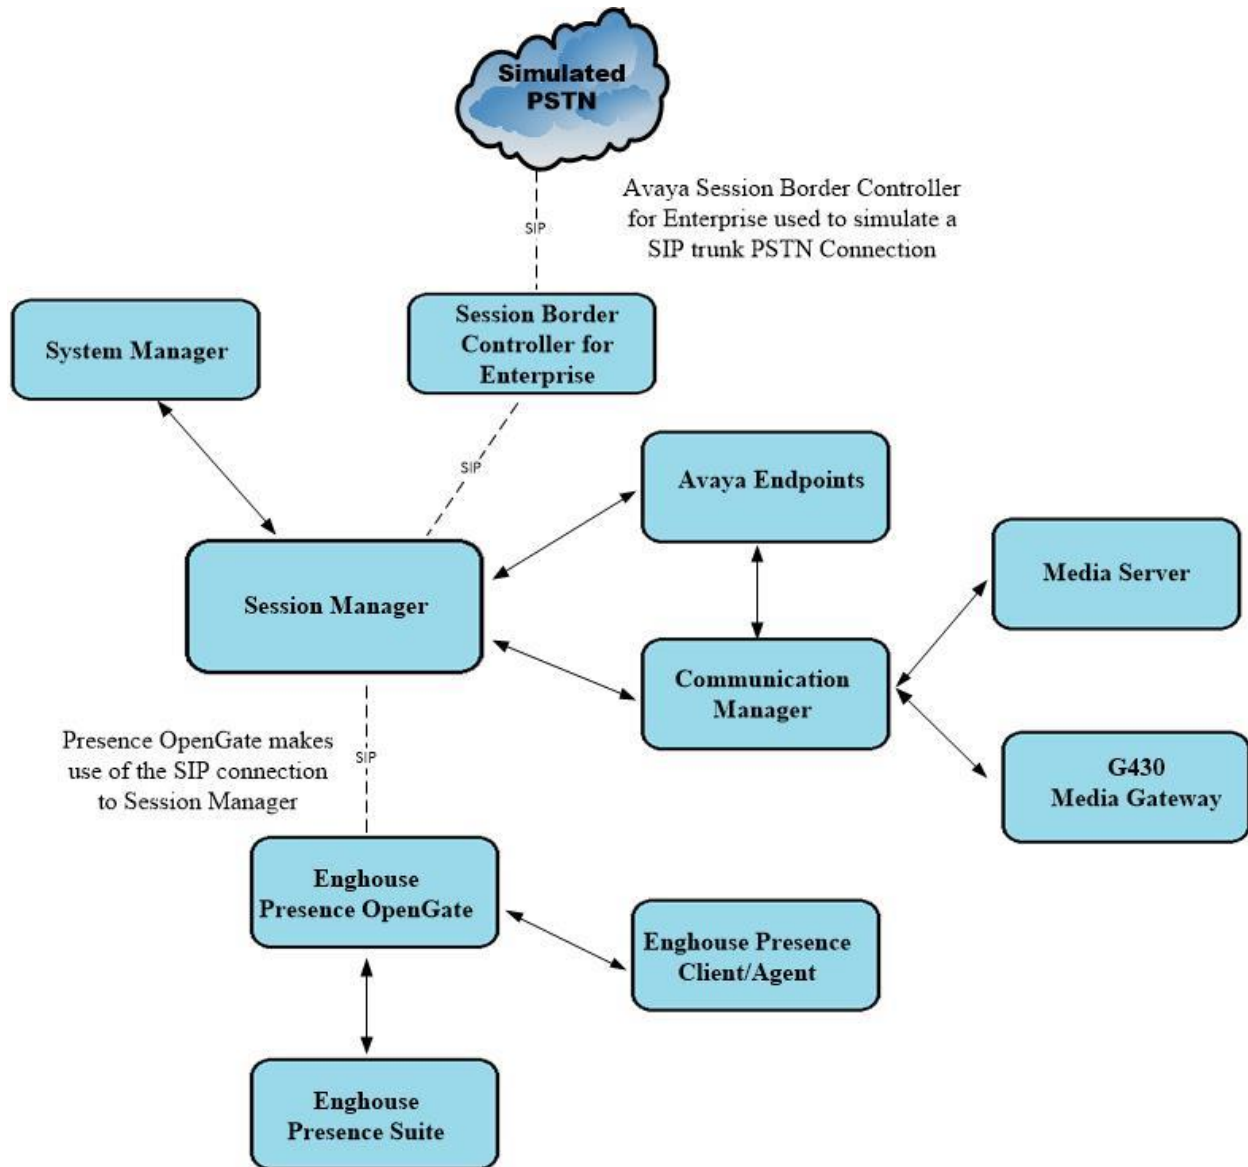 Simulated
PSTN
SIP
Avaya Session Border Controller
for Enterprise used to simulate a
SIP trunk PSTN Connection
System Manager
Session Border
Controller for
Enterprise
SIP
Avaya Endpoints
Session Manager
Media Server
Communication
Manager
SIP
Presence OpenGate makes
use of the SIP connection
to Session Manager
G430
Media Gateway
Enghouse
Presence OpenGate
Enghouse Presence
Client/Agent
Enghouse
Presence Suite